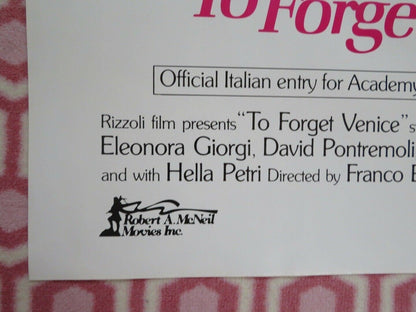 To Forge
Official Italian entry for Academy
Rizzoli film presents "To Forget Venice"
Eleonora Giorgi, David Pontremoli
and with Hella Petri Directed by Franco
Robert A. McNeil
Movies Inc.